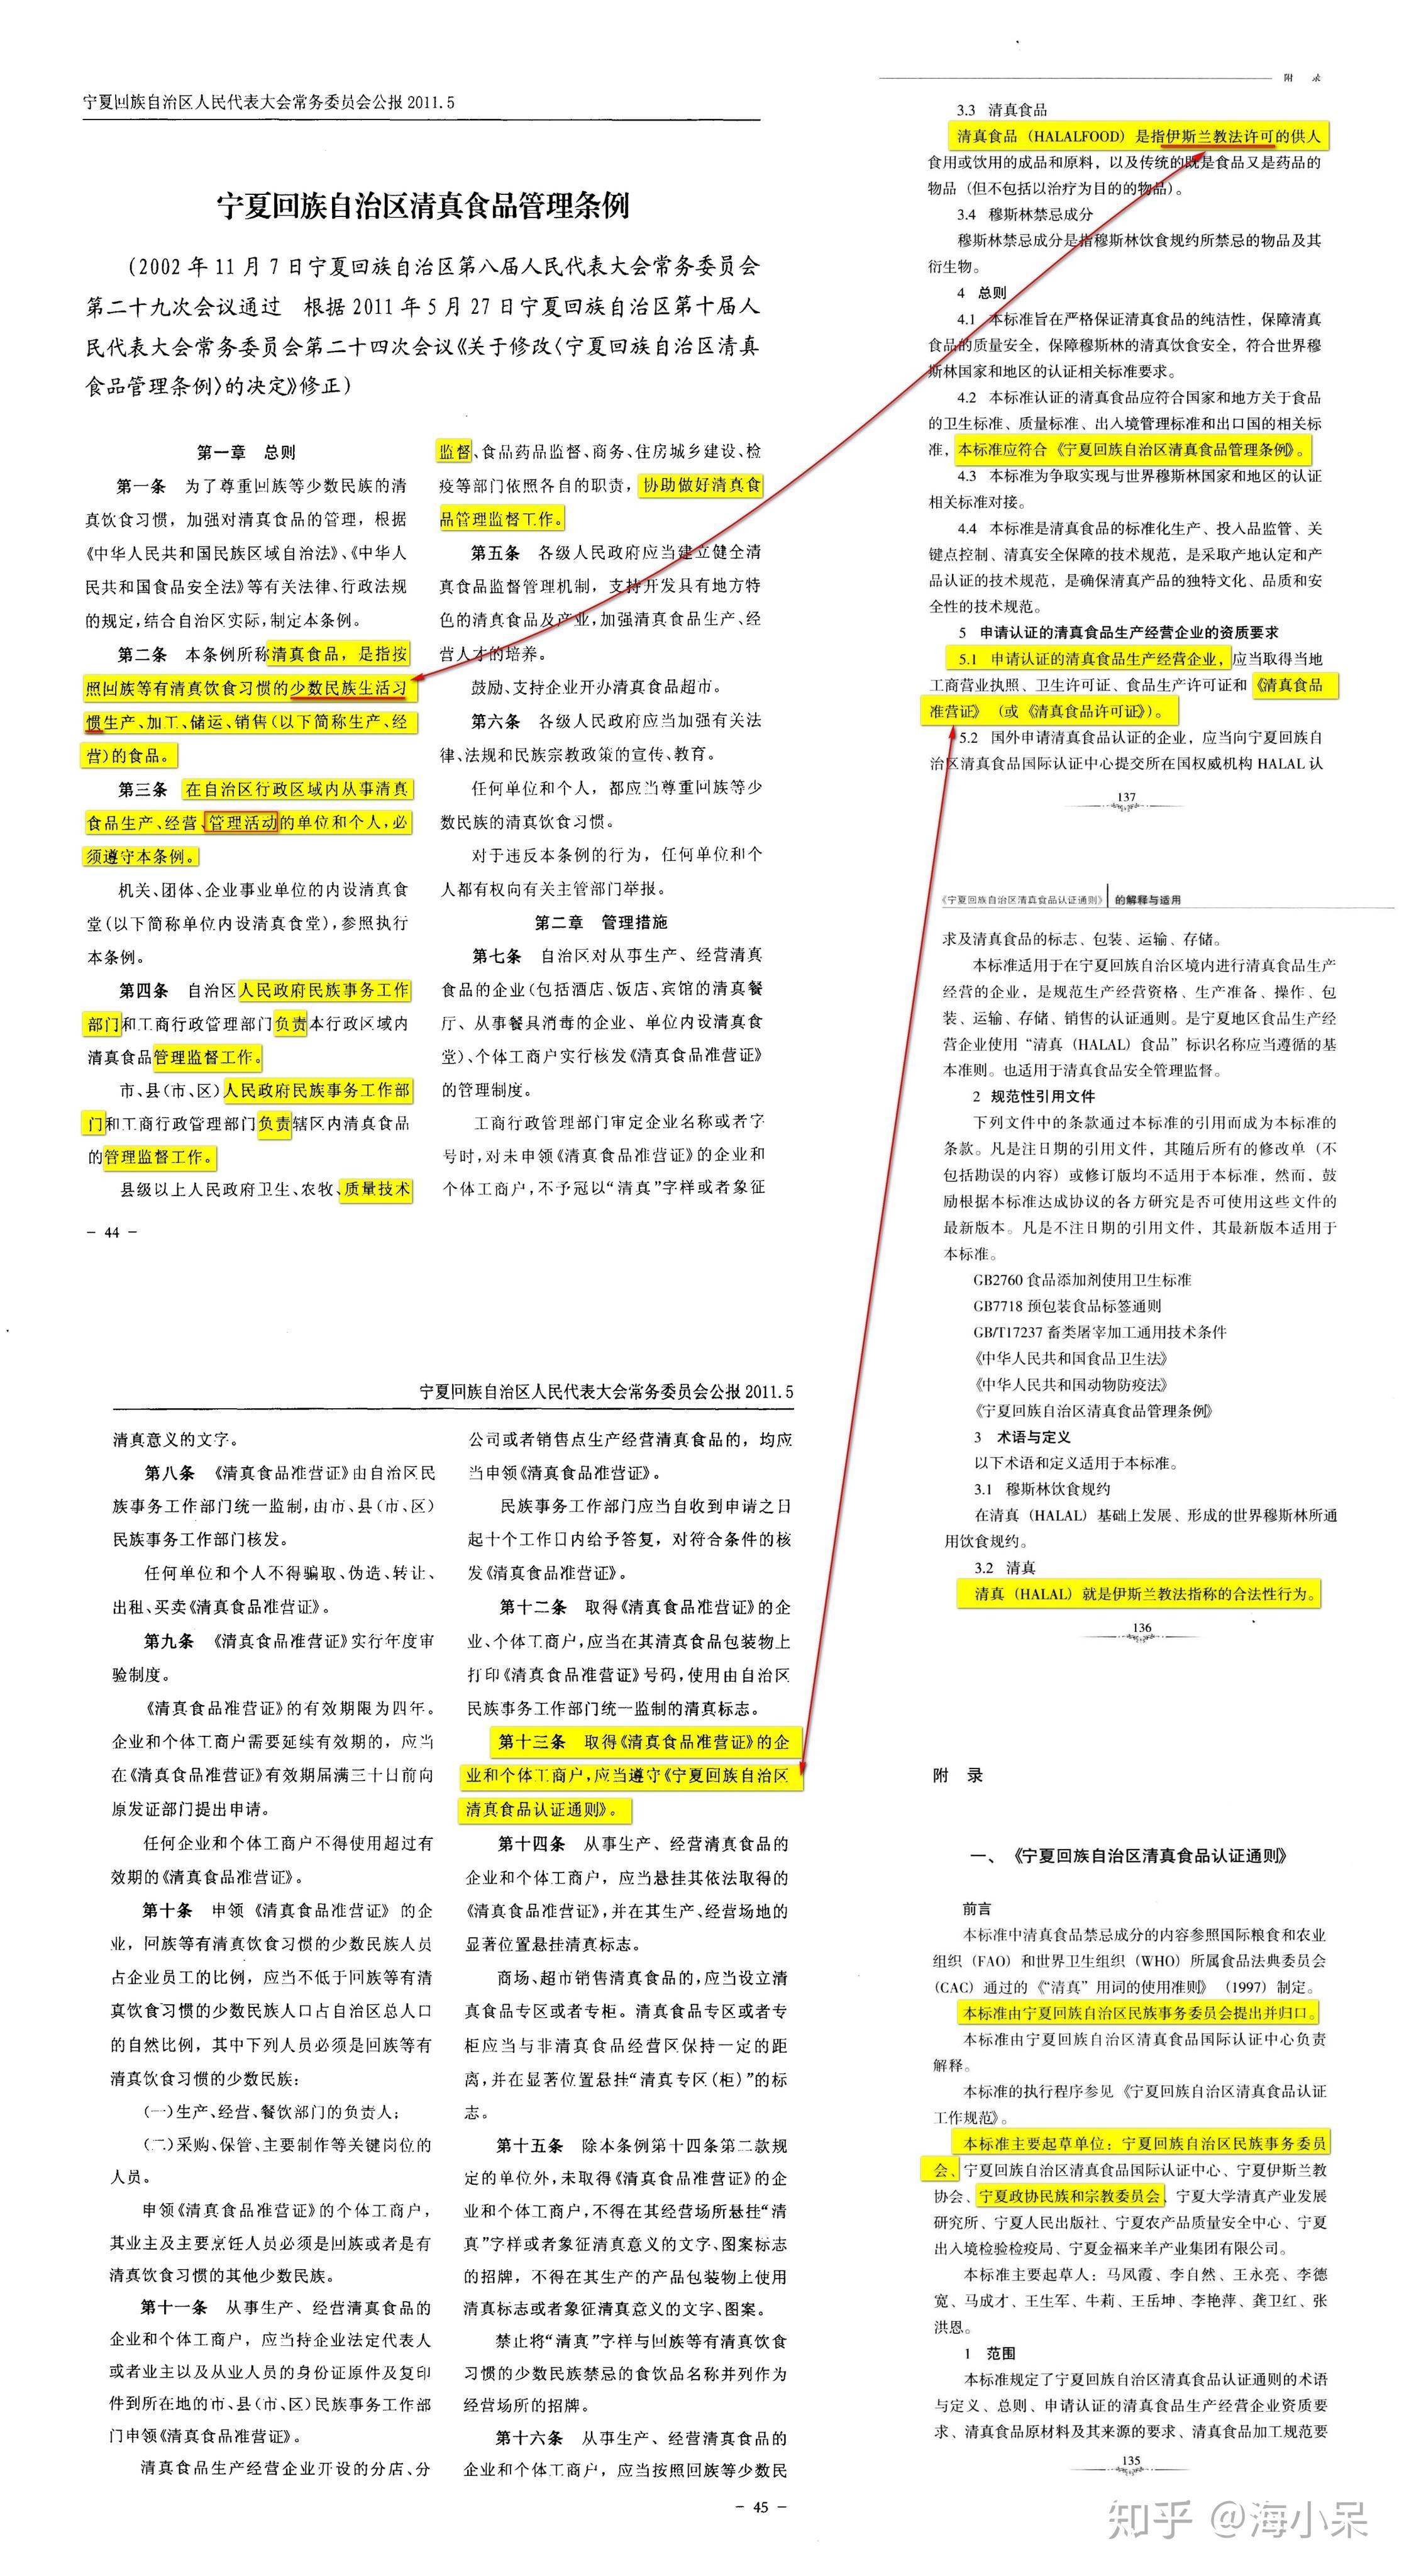 宁夏回族自治区人民代表大会常务委员会公报 2011.5
宁夏回族自治区清真食品管理条例
(2002 年 11 月 7 日宁夏回族自治区第八届人民代表大会常务委员会
第二十九次会议通过 根据 2011 年 5 月 27 日宁夏回族自治区第十届人
民代表大会常务委员会第二十四次会议《关于修改〈宁夏回族自治区清真
食品管理条例〉的决定》修正)
第一章 总则
第一条 为了尊重回族等少数民族的清
真饮食习惯，加强对清真食品的管理，根据
《中华人民共和国民族区域自治法》、《中华人
民共和国食品安全法》等有关法律、行政法规
的规定，结合自治区实际，制定本条例。
第二条 本条例所称清真食品，是指按
照回族等有清真饮食习惯的少数民族生活习
惯生产、加工、储运、销售(以下简称生产、经
营)的食品。
第三条 在自治区行政区域内从事清真
食品生产、经营、管理活动的单位和个人，必
须遵守本条例。
机关、团体、企业事业单位的内设清真食
堂(以下简称单位内设清真食堂)，参照执行
本条例。
第四条 自治区人民政府民族事务工作
部门和工商行政管理部门负责本行政区域内
清真食品管理监督工作。
市、县(市、区)人民政府民族事务工作部
门和工商行政管理部门负责辖区内清真食品
的管理监督工作。
县级以上人民政府卫生、农牧、质量技术
－ 44 －
监督、食品药品监督、商务、住房城乡建设、检
疫等部门依照各自的职责，协助做好清真食
品管理监督工作。
第五条 各级人民政府应当建立健全清
真食品监督管理机制，支持开发具有地方特
色的清真食品及产业，加强清真食品生产、经
营人才的培养。
鼓励、支持企业开办清真食品超市。
第六条 各级人民政府应当加强有关法
律、法规和民族宗教政策的宣传、教育。
任何单位和个人，都应当尊重回族等少
数民族的清真饮食习惯。
对于违反本条例的行为，任何单位和个
人都有权向有关主管部门举报。
第二章 管理措施
第七条 自治区对从事生产、经营清真
食品的企业(包括酒店、饭店、宾馆的清真餐
厅、从事餐具消毒的企业、单位内设清真食
堂)、个体工商户实行核发《清真食品准营证》
的管理制度。
工商行政管理部门审定企业名称或者字
号时，对未申领《清真食品准营证》的企业和
个体工商户，不予冠以“清真”字样或者象征
宁夏回族自治区人民代表大会常务委员会公报 2011.5
清真意义的文字。
第八条 《清真食品准营证》由自治区民
族事务工作部门统一监制，由市、县(市、区)
民族事务工作部门核发。
任何单位和个人不得骗取、伪造、转让、
出租、买卖《清真食品准营证》。
第九条 《清真食品准营证》实行年度审
验制度。
《清真食品准营证》的有效期限为四年。
企业和个体工商户需要延续有效期的，应当
在《清真食品准营证》有效期届满三十日前向
原发证部门提出申请。
任何企业和个体工商户不得使用超过有
效期的《清真食品准营证》。
第十条 申领《清真食品准营证》的企
业，回族等有清真饮食习惯的少数民族人员
占企业员工的比例，应当不低于回族等有清
真饮食习惯的少数民族人口占自治区总人口
的自然比例，其中下列人员必须是回族等有
清真饮食习惯的少数民族：
(一)生产、经营、餐饮部门的负责人；
(二)采购、保管、主要制作等关键岗位的
人员。
申领《清真食品准营证》的个体工商户，
其业主及主要烹饪人员必须是回族或者是有
清真饮食习惯的其他少数民族。
第十一条 从事生产、经营清真食品的
企业和个体工商户，应当持企业法定代表人
或者业主以及从业人员的身份证原件及复印
件到所在地的市、县(市、区)民族事务工作部
门申领《清真食品准营证》。
清真食品生产经营企业开设的分店、分
公司或者销售点生产经营清真食品的，均应
当申领《清真食品准营证》。
民族事务工作部门应当自收到申请之日
起十个工作日内给予答复，对符合条件的核
发《清真食品准营证》。
第十二条 取得《清真食品准营证》的企
业、个体工商户，应当在其清真食品包装物上
打印《清真食品准营证》号码，使用由自治区
民族事务工作部门统一监制的清真标志。
第十三条 取得《清真食品准营证》的企
业和个体工商户，应当遵守《宁夏回族自治区
清真食品认证通则》。
第十四条 从事生产、经营清真食品的
企业和个体工商户，应当悬挂其依法取得的
《清真食品准营证》，并在其生产、经营场地的
显著位置悬挂清真标志。
商场、超市销售清真食品的，应当设立清
真食品专区或者专柜。清真食品专区或者专
柜应当与非清真食品经营区保持一定的距
离，并在显著位置悬挂“清真专区(柜)”的标
志。
第十五条 除本条例第十四条第二款规
定的单位外，未取得《清真食品准营证》的企
业和个体工商户，不得在其经营场所悬挂“清
真”字样或者象征清真意义的文字、图案标志
的招牌，不得在其生产的产品包装物上使用
清真标志或者象征清真意义的文字、图案。
禁止将“清真”字样与回族等有清真饮食
习惯的少数民族禁忌的食饮品名称并列作为
经营场所的招牌。
第十六条 从事生产、经营清真食品的
企业和个体工商户，应当按照回族等少数民
－ 45 －
附 录
3.3 清真食品
清真食品（HALALFOOD）是指伊斯兰教法许可的供人
食用或饮用的成品和原料，以及传统的既是食品又是药品的
物品（但不包括以治疗为目的的物品）。
3.4 穆斯林禁忌成分
穆斯林禁忌成分是指穆斯林饮食规约所禁忌的物品及其
衍生物。
4 总则
4.1 本标准旨在严格保证清真食品的纯洁性，保障清真
食品的质量安全，保障穆斯林的清真饮食安全，符合世界穆
斯林国家和地区的认证相关标准要求。
4.2 本标准认证的清真食品应符合国家和地方关于食品
的卫生标准、质量标准、出入境管理标准和出口国的相关标
准，本标准应符合《宁夏回族自治区清真食品管理条例》。
4.3 本标准为争取实现与世界穆斯林国家和地区的认证
相关标准对接。
4.4 本标准是清真食品的标准化生产、投入品监管、关
键点控制、清真安全保障的技术规范，是采取产地认定和产
品认证的技术规范，是确保清真产品的独特文化、品质和安
全性的技术规范。
5 申请认证的清真食品生产经营企业的资质要求
5.1 申请认证的清真食品生产经营企业，应当取得当地
工商营业执照、卫生许可证、食品生产许可证和《清真食品
准营证》（或《清真食品许可证》）。
5.2 国外申请清真食品认证的企业，应当向宁夏回族自
治区清真食品国际认证中心提交所在国权威机构 HALAL 认
137
《宁夏回族自治区清真食品认证通则》 的解释与适用
求及清真食品的标志、包装、运输、存储。
本标准适用于在宁夏回族自治区境内进行清真食品生产
经营的企业，是规范生产经营资格、生产准备、操作、包
装、运输、存储、销售的认证通则。是宁夏地区食品生产经
营企业使用“清真（HALAL）食品”标识名称应当遵循的基
本准则。也适用于清真食品安全管理监督。
2 规范性引用文件
下列文件中的条款通过本标准的引用而成为本标准的
条款。凡是注日期的引用文件，其随后所有的修改单（不
包括勘误的内容）或修订版均不适用于本标准，然而，鼓
励根据本标准达成协议的各方研究是否可使用这些文件的
最新版本。凡是不注日期的引用文件，其最新版本适用于
本标准。
GB2760 食品添加剂使用卫生标准
GB7718 预包装食品标签通则
GB/T17237 畜类屠宰加工通用技术条件
《中华人民共和国食品卫生法》
《中华人民共和国动物防疫法》
《宁夏回族自治区清真食品管理条例》
3 术语与定义
以下术语和定义适用于本标准。
3.1 穆斯林饮食规约
在清真（HALAL）基础上发展、形成的世界穆斯林所通
用饮食规约。
3.2 清真
清真（HALAL）就是伊斯兰教法指称的合法性行为。
136
附 录
一、《宁夏回族自治区清真食品认证通则》
前言
本标准中清真食品禁忌成分的内容参照国际粮食和农业
组织（FAO）和世界卫生组织（WHO）所属食品法典委员会
（CAC）通过的《“清真”用词的使用准则》（1997）制定。
本标准由宁夏回族自治区民族事务委员会提出并归口。
本标准由宁夏回族自治区清真食品国际认证中心负责
解释。
本标准的执行程序参见《宁夏回族自治区清真食品认证
工作规范》。
本标准主要起草单位：宁夏回族自治区民族事务委员
会、宁夏回族自治区清真食品国际认证中心、宁夏伊斯兰教
协会、宁夏政协民族和宗教委员会、宁夏大学清真产业发展
研究所、宁夏人民出版社、宁夏农产品质量安全中心、宁夏
出入境检验检疫局、宁夏金福来羊产业集团有限公司。
本标准主要起草人：马凤霞、李自然、王永亮、李德
宽、马成才、王生军、牛莉、王岳坤、李艳萍、龚卫红、张
洪恩。
1 范围
本标准规定了宁夏回族自治区清真食品认证通则的术语
与定义、总则、申请认证的清真食品生产经营企业资质要
求、清真食品原材料及其来源的要求、清真食品加工规范要
135
知乎 @海小呆